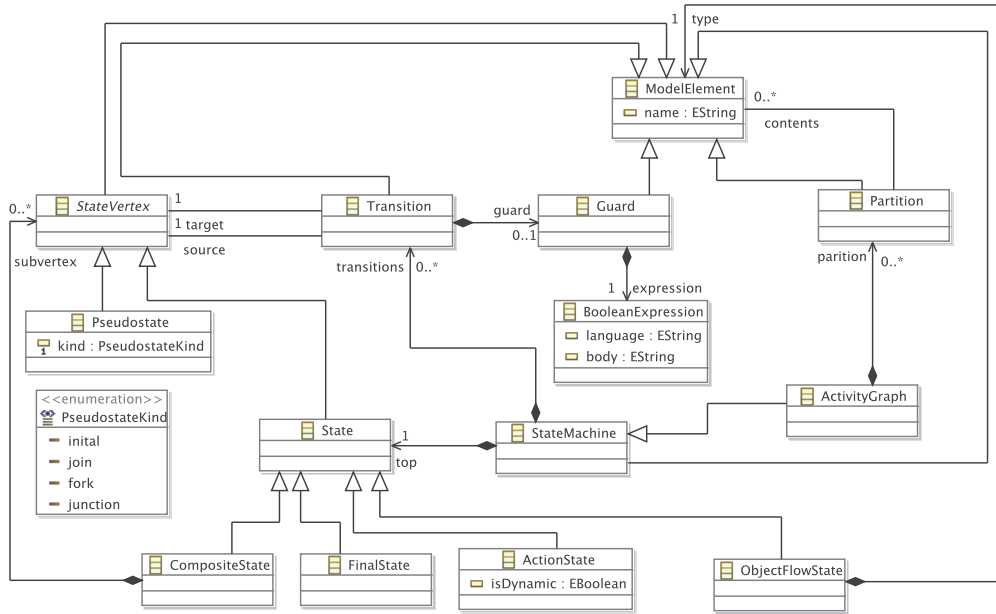 1 type
ModelElement
name : EString
0..*
contents
0..*
StateVertex
subvertex
1
1 target
source
Transition
guard
0..1
Guard
Partition
transitions 0..*
parition
0..*
Pseudostate
kind : PseudostateKind
1
1 expression
BooleanExpression
language : EString
body : EString
<<enumeration>>
PseudostateKind
inital
join
fork
junction
ActivityGraph
State
1
top
StateMachine
CompositeState
FinalState
ActionState
isDynamic : EBoolean
ObjectFlowState